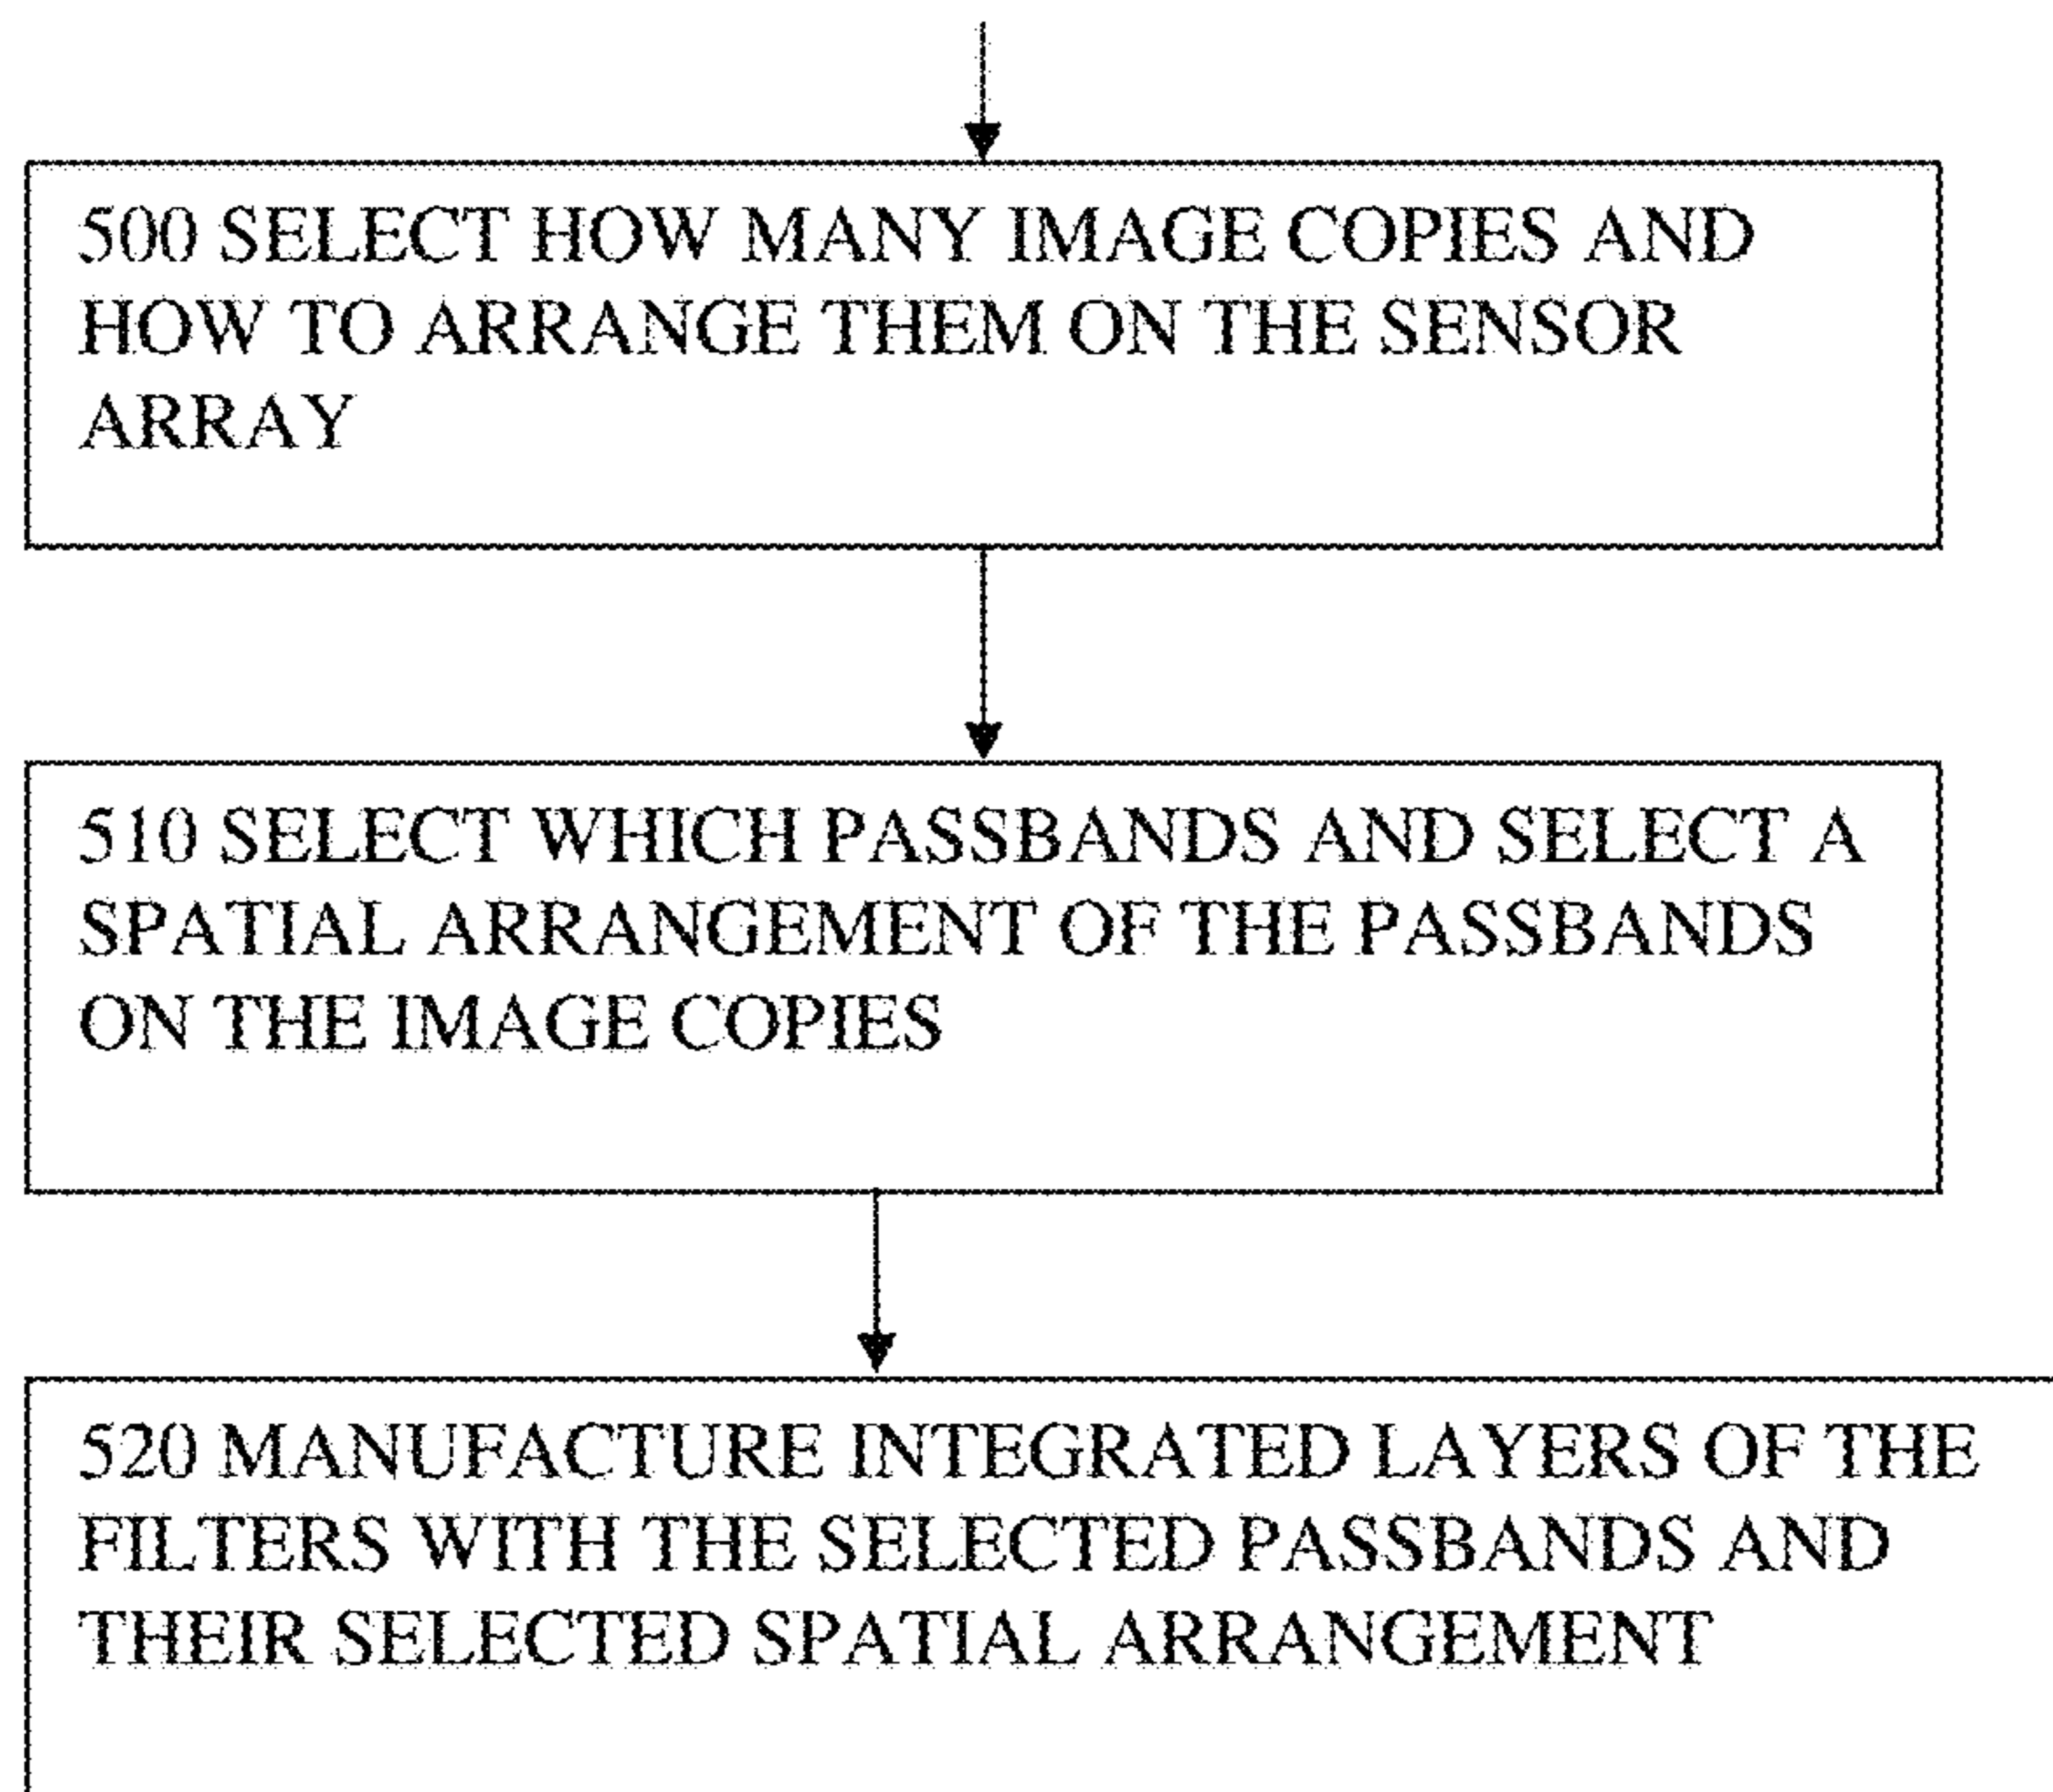 500 SELECT HOW MANY IMAGE COPIES AND
HOW TO ARRANGE THEM ON THE SENSOR
ARRAY
510 SELECT WHICH PASSBANDS AND SELECT A
SPATIAL ARRANGEMENT OF THE PASSBANDS
ON THE IMAGE COPIES
520 MANUFACTURE INTEGRATED LAYERS OF THE
FILTERS WITH THE SELECTED PASSBANDS AND
THEIR SELECTED SPATIAL ARRANGEMENT